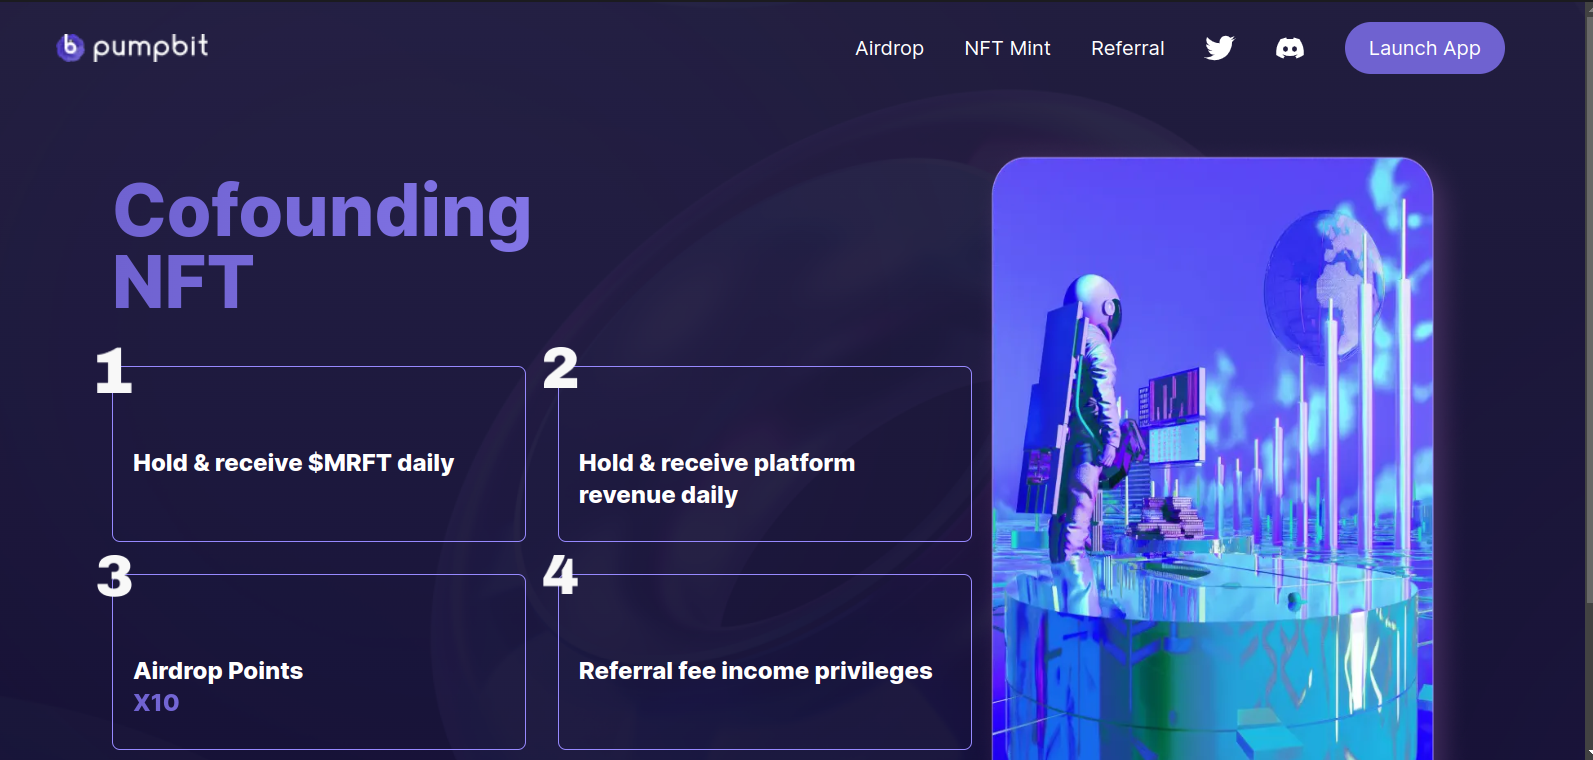 pumpbit
Airdrop
NFT Mint
Referral
Launch App
Cofounding
NFT
1
Hold & receive $MRFT daily
2
Hold & receive platform
revenue daily
3
Airdrop Points
X10
4
Referral fee income privileges